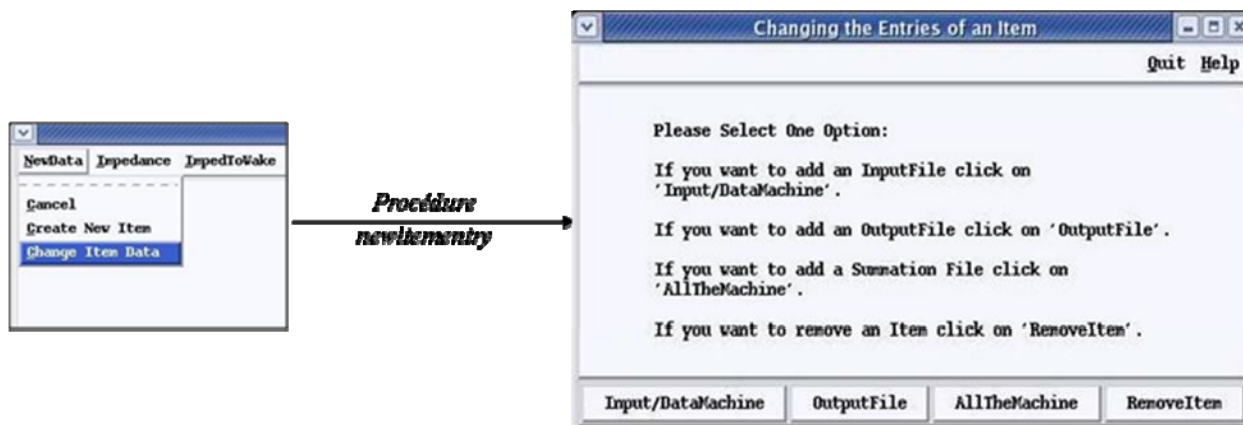 NewData Impedance ImpedToWake
Cancel
Create New Item
Change Item Data
Procédure
newitementry
Changing the Entries of an Item
Quit Help
Please Select One Option:
If you want to add an InputFile click on
'Input/DataMachine'.
If you want to add an OutputFile click on 'OutputFile'.
If you want to add a Summation File click on
'AllTheMachine'.
If you want to remove an Item click on 'RemoveItem'.
Input/DataMachine OutputFile AllTheMachine RemoveItem